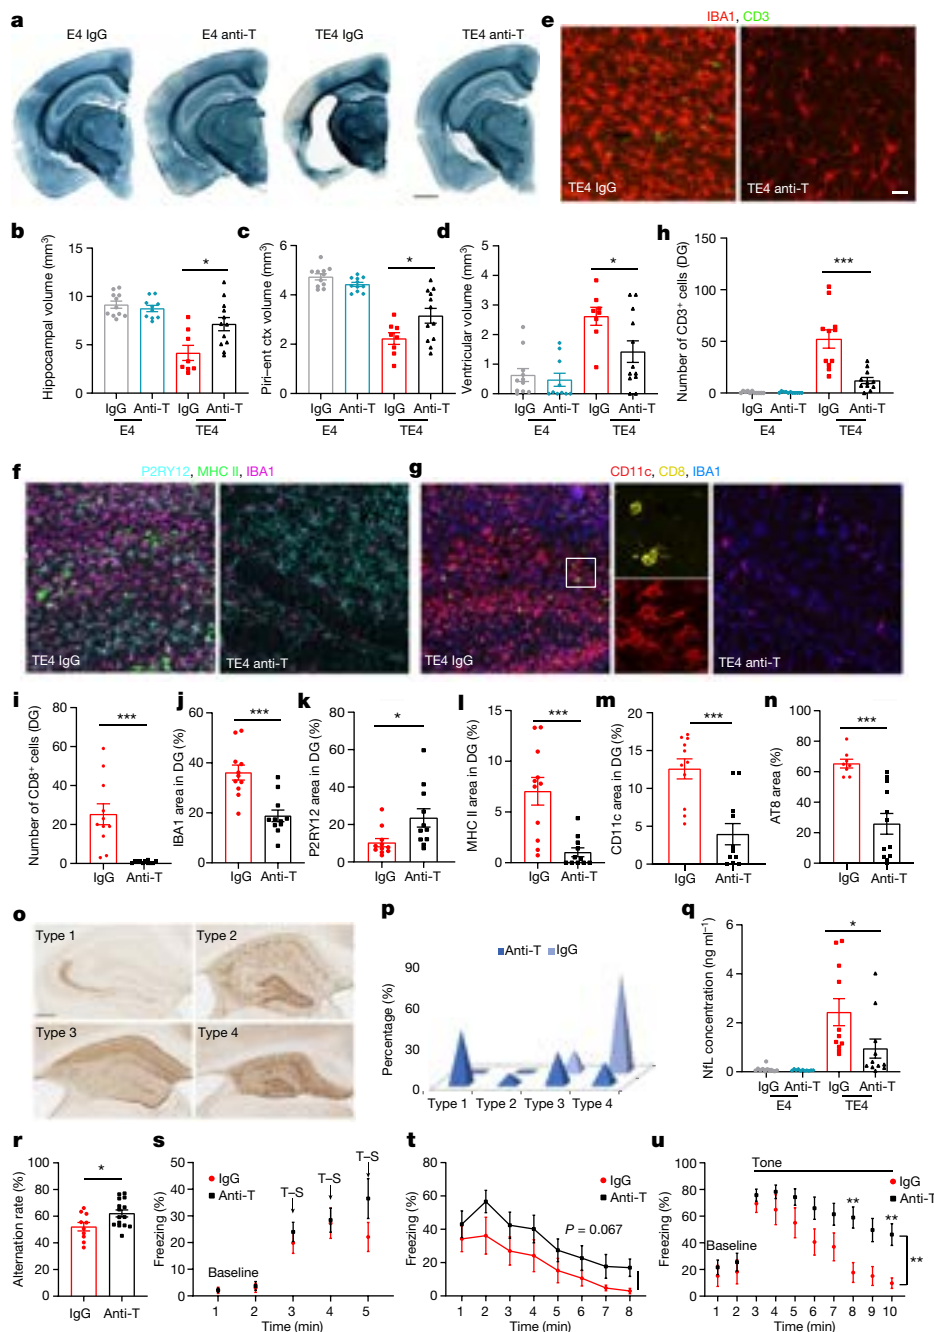 a
E4 IgG
E4 anti-T
TE4 IgG
TE4 anti-T
e
IBA1, CD3
TE4 IgG
TE4 anti-T
b
Hippocampal volume (mm³)
15
10
5
0
*
IgG Anti-T IgG Anti-T
E4 TE4
c
Piri–ent ctx volume (mm³)
6
4
2
0
*
IgG Anti-T IgG Anti-T
E4 TE4
d
Ventricular volume (mm³)
5
4
3
2
1
0
*
IgG Anti-T IgG Anti-T
E4 TE4
h
Number of CD3⁺ cells (DG)
150
100
50
0
***
IgG Anti-T IgG Anti-T
E4 TE4
f
P2RY12, MHC II, IBA1
TE4 IgG
TE4 anti-T
g
CD11c, CD8, IBA1
TE4 IgG
TE4 anti-T
i
Number of CD8⁺ cells (DG)
80
60
40
20
0
***
IgG Anti-T
j
IBA1 area in DG (%)
60
40
20
0
***
IgG Anti-T
k
P2RY12 area in DG (%)
80
60
40
20
0
*
IgG Anti-T
l
MHC II area in DG (%)
15
10
5
0
***
IgG Anti-T
m
CD11c area in DG (%)
20
15
10
5
0
***
IgG Anti-T
n
AT8 area (%)
100
80
60
40
20
0
***
IgG Anti-T
o
Type 1
Type 2
Type 3
Type 4
p
Anti-T IgG
Percentage (%)
90
60
30
0
Type 1 Type 2 Type 3 Type 4
q
NfL concentration (ng ml⁻¹)
6
4
2
0
*
IgG Anti-T IgG Anti-T
E4 TE4
r
Alternation rate (%)
100
80
60
40
20
0
*
IgG Anti-T
s
Freezing (%)
50
40
30
20
10
0
IgG
Anti-T
T–S
T–S
T–S
Baseline
1 2 3 4 5
Time (min)
t
Freezing (%)
80
60
40
20
0
IgG
Anti-T
P = 0.067
1 2 3 4 5 6 7 8
Time (min)
u
Freezing (%)
100
80
60
40
20
0
Tone
IgG
Anti-T
**
**
**
Baseline
1 2 3 4 5 6 7 8 9 10
Time (min)